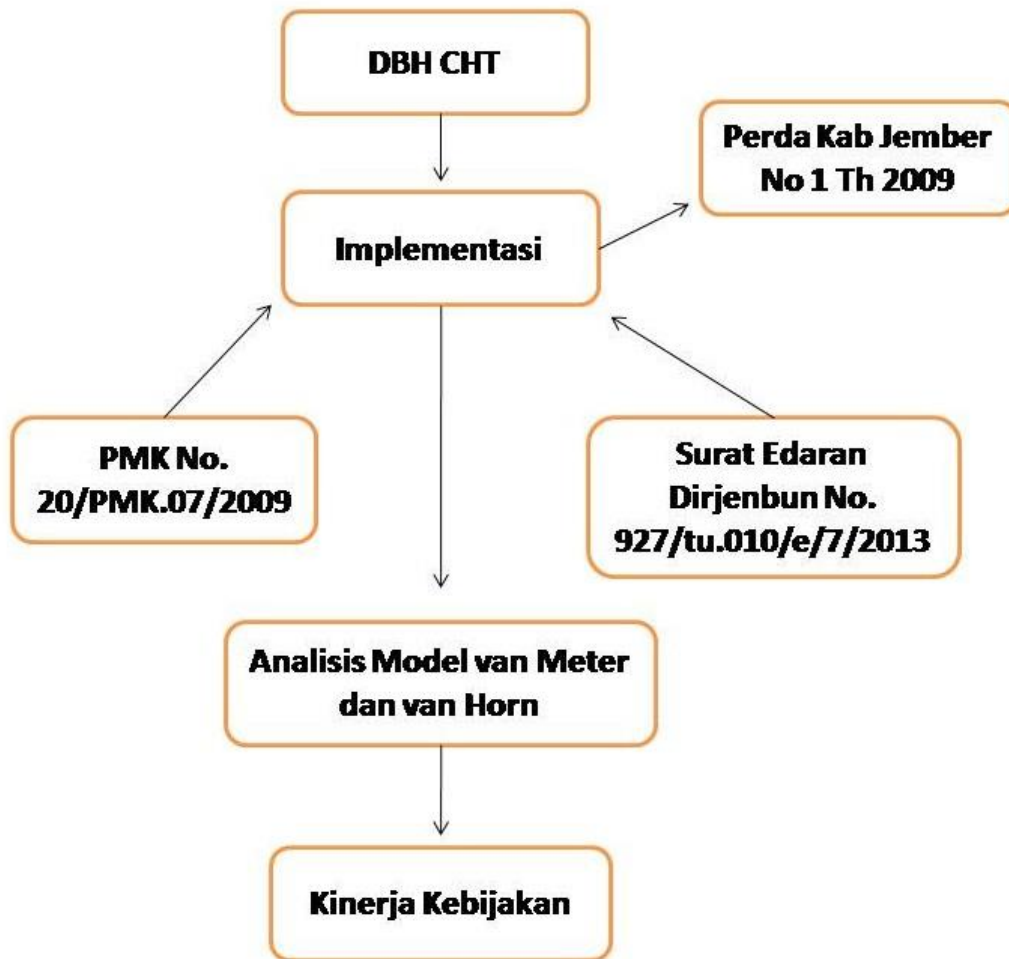 DBH CHT
Perda Kab Jember
No 1 Th 2009
Implementasi
PMK No.
20/PMK.07/2009
Surat Edaran
Dirjenbun No.
927/tu.010/e/7/2013
Analisis Model van Meter
dan van Horn
Kinerja Kebijakan